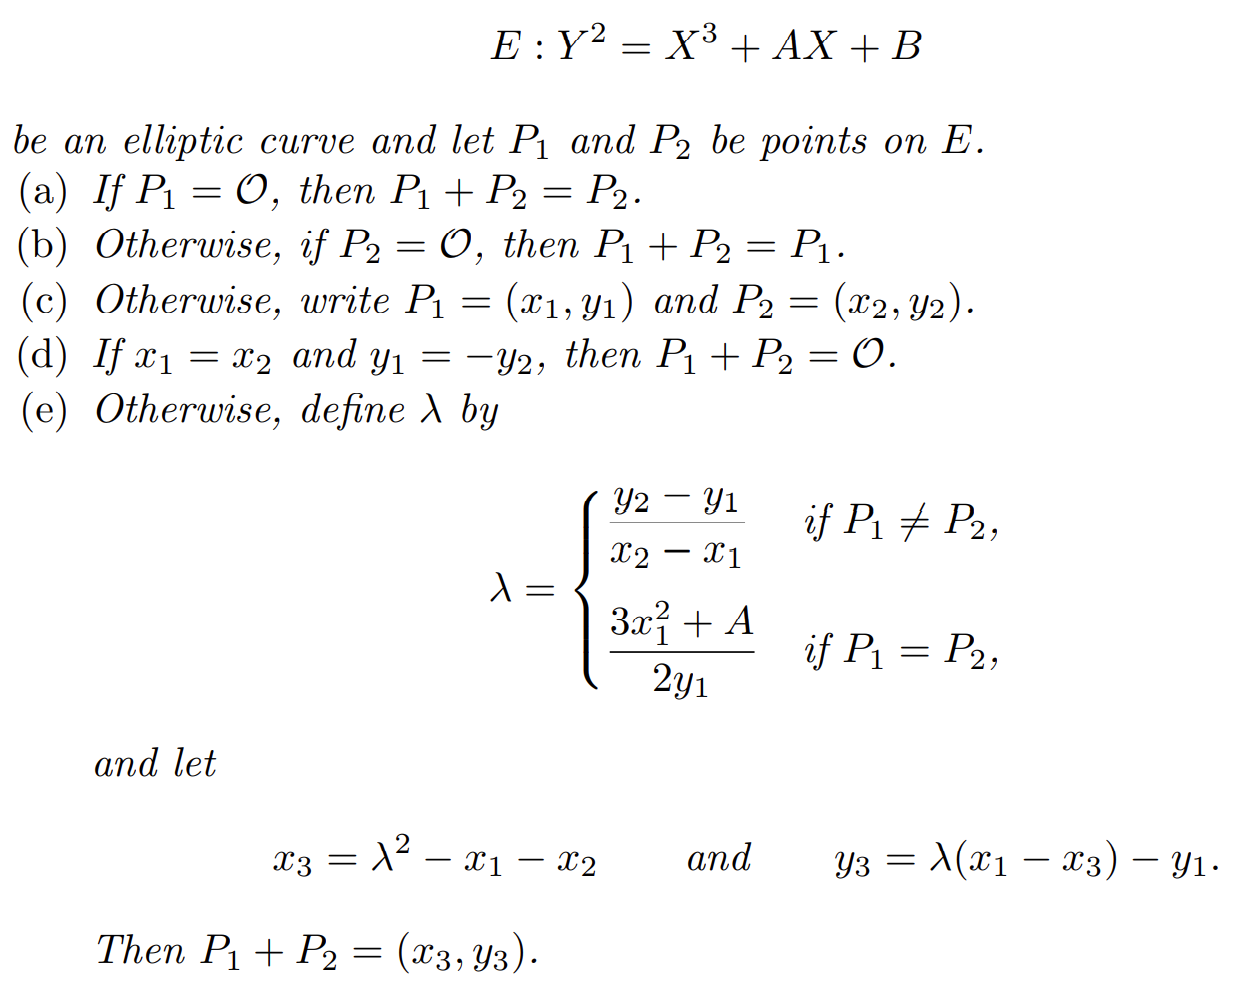 E : Y² = X³ + AX + B
be an elliptic curve and let P₁ and P₂ be points on E.
(a) If P₁ = 𝒪, then P₁ + P₂ = P₂.
(b) Otherwise, if P₂ = 𝒪, then P₁ + P₂ = P₁.
(c) Otherwise, write P₁ = (x₁, y₁) and P₂ = (x₂, y₂).
(d) If x₁ = x₂ and y₁ = −y₂, then P₁ + P₂ = 𝒪.
(e) Otherwise, define λ by
λ = { (y₂ − y₁)/(x₂ − x₁) if P₁ ≠ P₂,
(3x₁² + A)/(2y₁) if P₁ = P₂,
and let
x₃ = λ² − x₁ − x₂ and y₃ = λ(x₁ − x₃) − y₁.
Then P₁ + P₂ = (x₃, y₃).